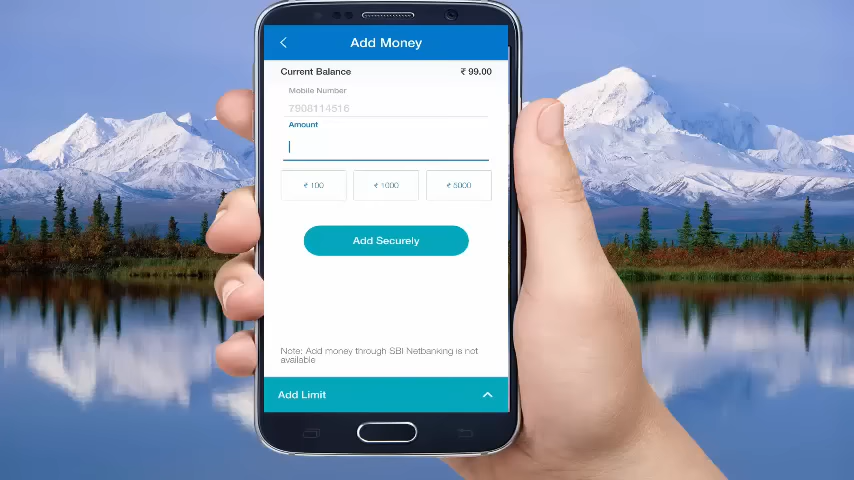 Add Money
Current Balance ₹ 99.00
Mobile Number
7908114516
Amount
₹ 100 ₹ 1000 ₹ 5000
Add Securely
Note: Add money through SBI Netbanking is not
available
Add Limit